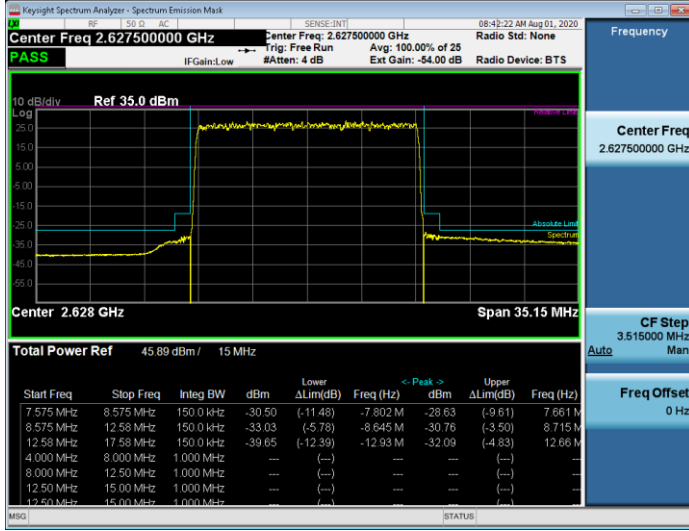 Keysight Spectrum Analyzer - Spectrum Emission Mask
RF 50 Ω AC SENSE:INT 08:42:22 AM Aug 01, 2020
Center Freq 2.627500000 GHz Center Freq: 2.627500000 GHz Radio Std: None
PASS Trig: Free Run Avg: 100.00% of 25
IFGain:Low #Atten: 4 dB Ext Gain: -54.00 dB Radio Device: BTS
10 dB/div Ref 35.0 dBm
Log
Relative Limit
25.0
15.0
5.00
-5.00
-15.0
-25.0
Absolute Limit
Spectrum
-35.0
-45.0
-55.0
Center 2.628 GHz Span 35.15 MHz
Total Power Ref 45.89 dBm / 15 MHz
Lower <- Peak -> Upper
Start Freq Stop Freq Integ BW dBm ΔLim(dB) Freq (Hz) dBm ΔLim(dB) Freq (Hz)
7.575 MHz 8.575 MHz 150.0 kHz -30.50 (-11.48) -7.802 M -28.63 (-9.61) 7.661 M
8.575 MHz 12.58 MHz 150.0 kHz -33.03 (-5.78) -8.645 M -30.76 (-3.50) 8.715 M
12.58 MHz 17.58 MHz 150.0 kHz -39.65 (-12.39) -12.93 M -32.09 (-4.83) 12.66 M
4.000 MHz 8.000 MHz 1.000 MHz --- (---) --- --- (---) ---
8.000 MHz 12.50 MHz 1.000 MHz --- (---) --- --- (---) ---
12.50 MHz 15.00 MHz 1.000 MHz --- (---) --- --- (---) ---
12.50 MHz 15.00 MHz 1.000 MHz --- (---) --- --- (---) ---
MSG STATUS
Frequency
Center Freq
2.627500000 GHz
CF Step
3.515000 MHz
Auto Man
Freq Offset
0 Hz